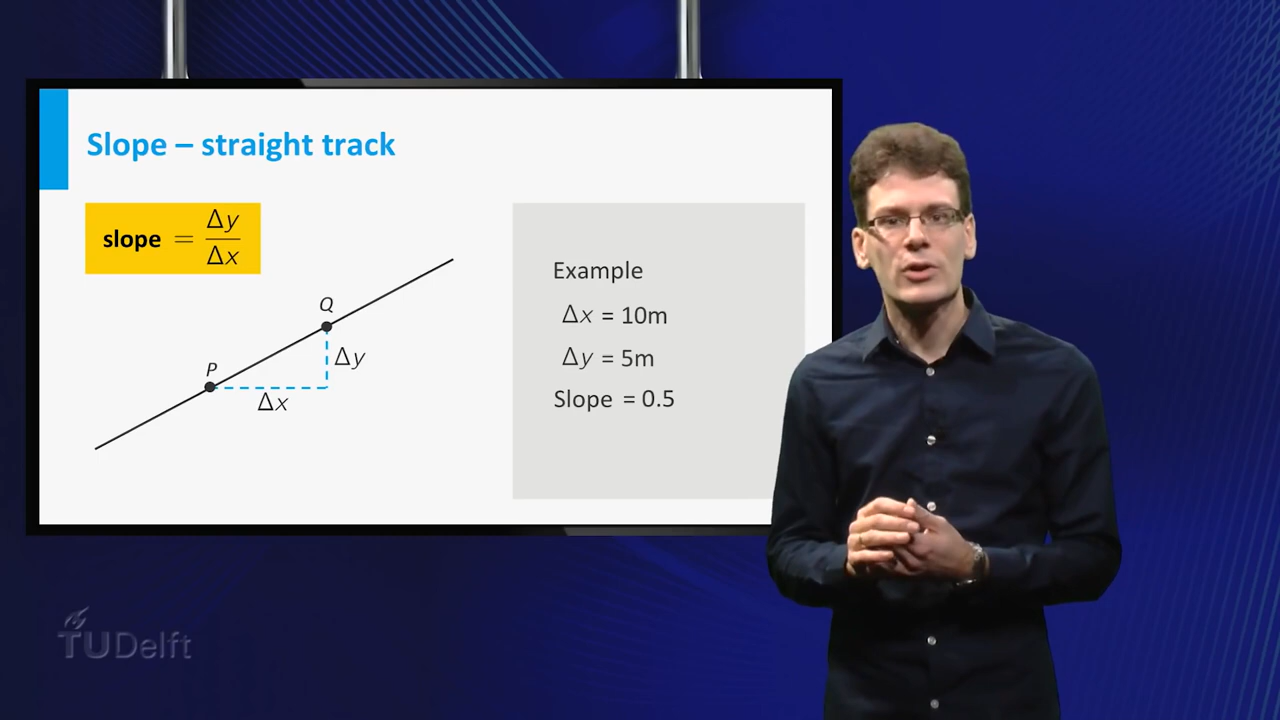 Slope – straight track
slope = Δy/Δx
Q
P
Δy
Δx
Example
Δx = 10m
Δy = 5m
Slope = 0.5
TUDelft